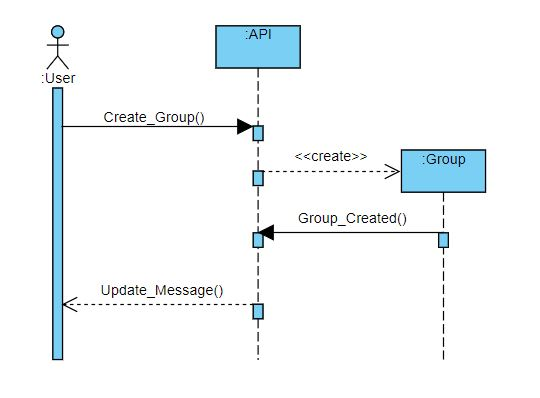 :API
:User
Create_Group()
<<create>>
:Group
Group_Created()
Update_Message()